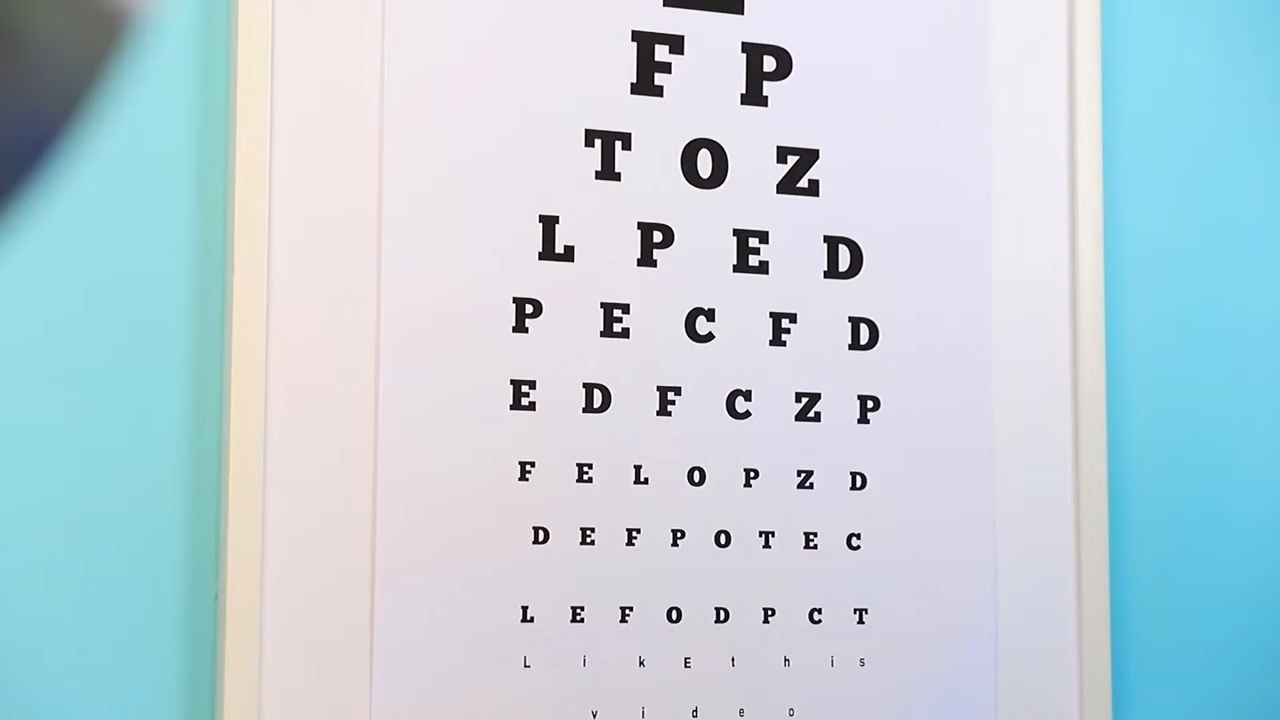 F P
T O Z
L P E D
P E C F D
E D F C Z P
F E L O P Z D
D E F P O T E C
L E F O D P C T
L i k E t h i s
v i d e o